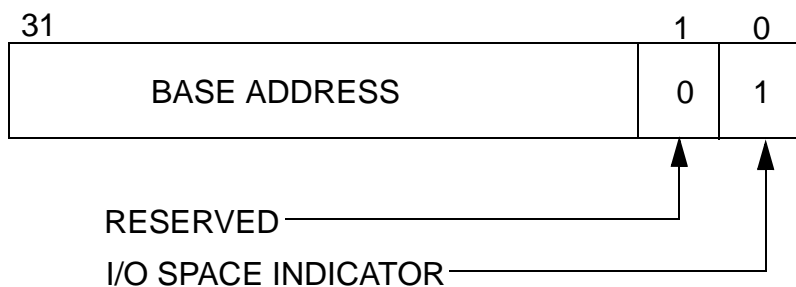 31 1 0
BASE ADDRESS 0 1
RESERVED
I/O SPACE INDICATOR